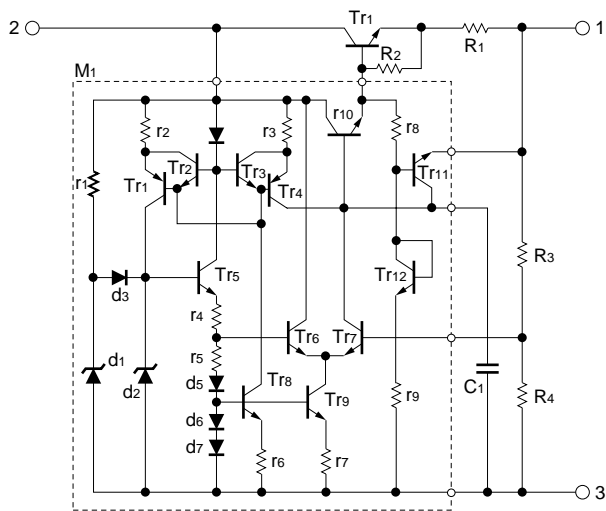 2
Tr1
R1
1
R2
M1
r2
r3
r10
r8
r1
Tr2
Tr1
Tr3
Tr4
Tr11
Tr5
Tr12
R3
d3
r4
Tr6
Tr7
d1
d2
r5
d5
Tr8
Tr9
r9
C1
R4
d6
d7
r6
r7
3